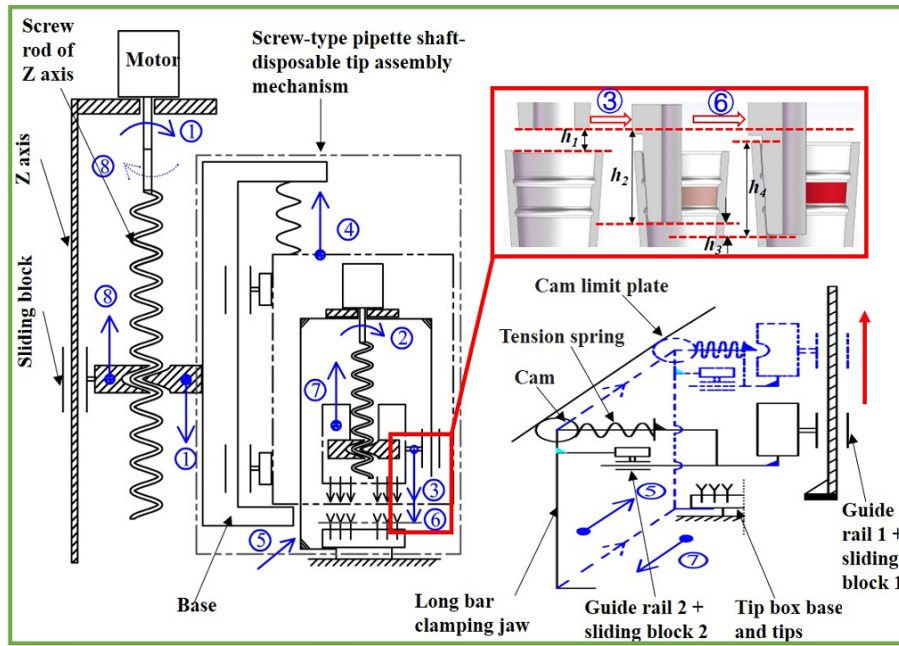 Screw
rod of
Z axis
Motor
Screw-type pipette shaft-
disposable tip assembly
mechanism
Z axis
Sliding block
①
⑧
⑧
①
④
②
⑦
③
⑥
⑤
Base
③
⑥
h1
h2
h3
h4
Cam limit plate
Tension spring
Cam
⑤
⑦
Long bar
clamping jaw
Guide rail 2 +
sliding block 2
Tip box base
and tips
Guide
rail 1 +
sliding
block 1